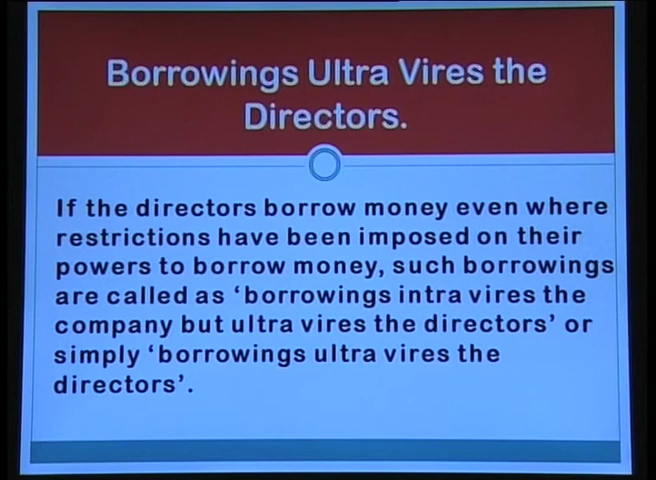 Borrowings Ultra Vires the
Directors.
If the directors borrow money even where
restrictions have been imposed on their
powers to borrow money, such borrowings
are called as ‘borrowings intra vires the
company but ultra vires the directors’ or
simply ‘borrowings ultra vires the
directors’.